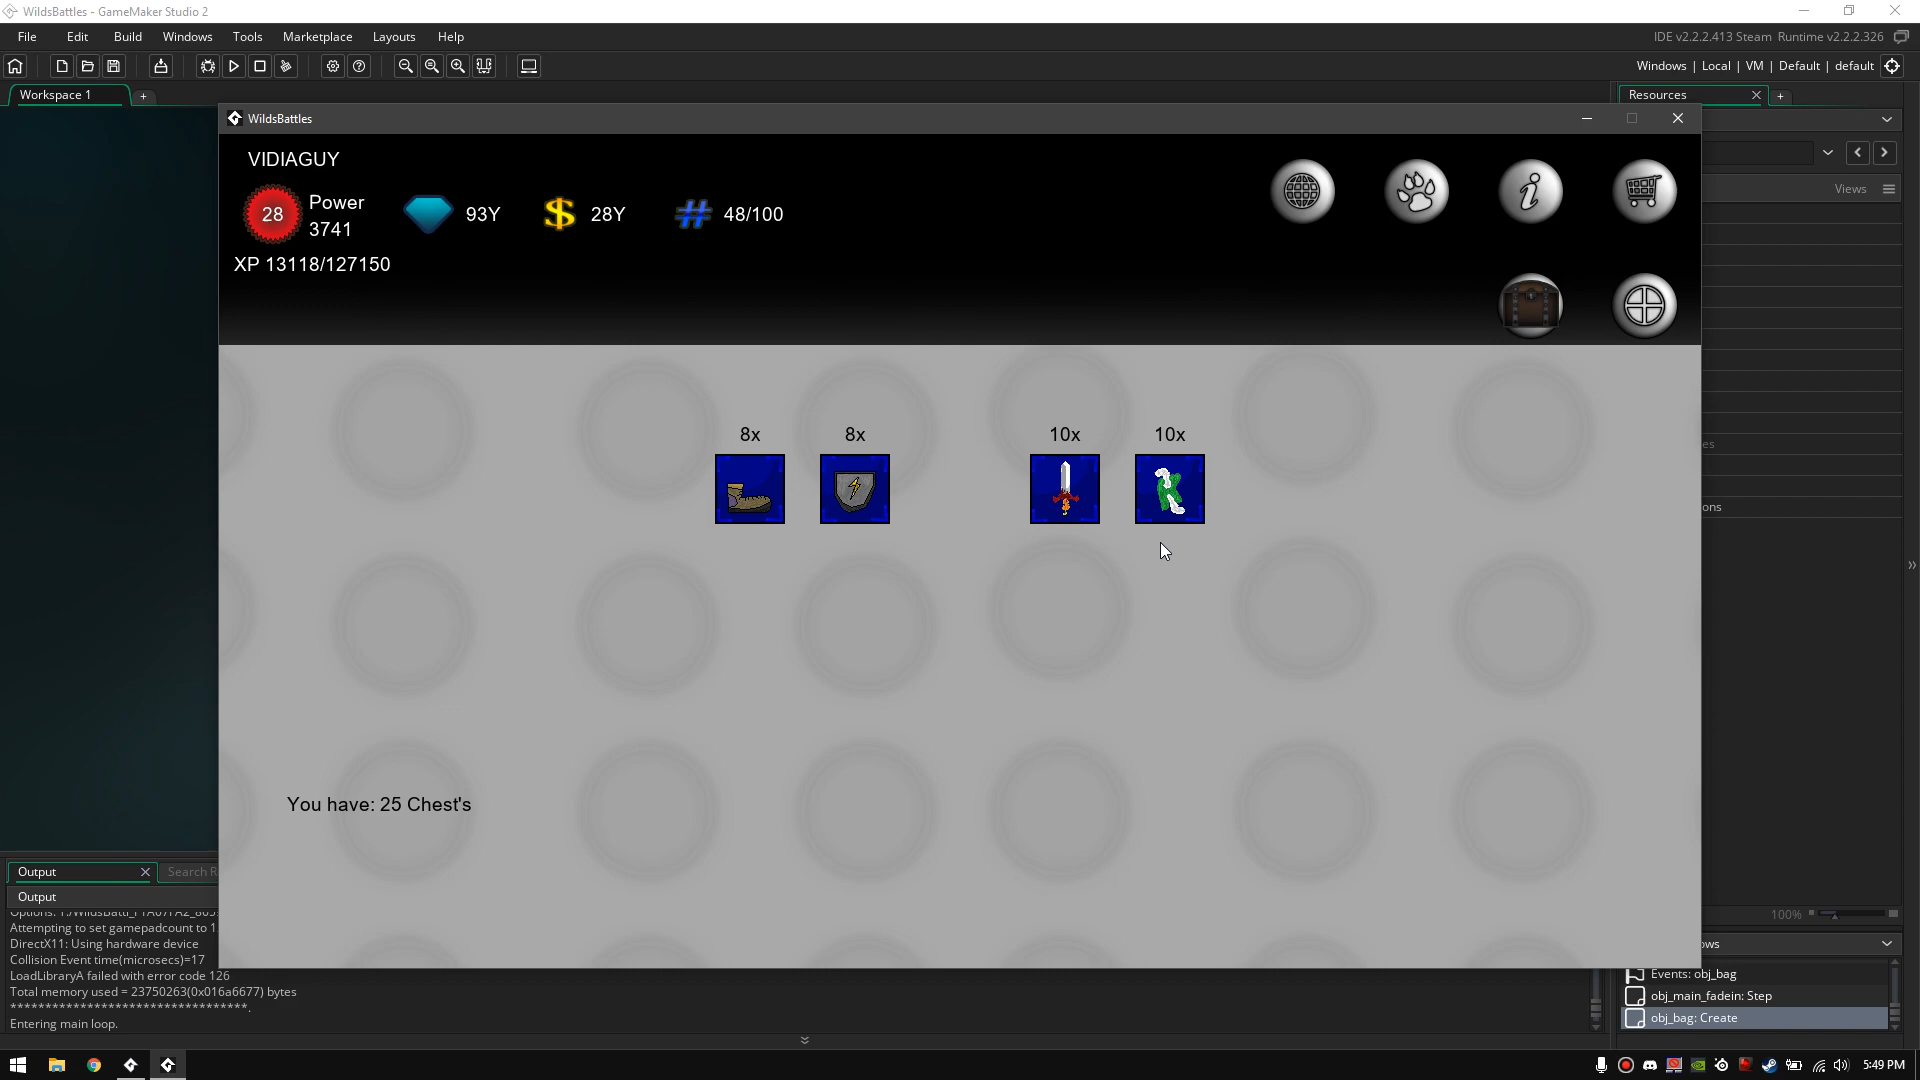 WildsBattles - GameMaker Studio 2
File Edit Build Windows Tools Marketplace Layouts Help
IDE v2.2.2.413 Steam Runtime v2.2.2.326
Windows | Local | VM | Default | default
Workspace 1
Resources
WildsBattles
Views
VIDIAGUY
28
Power
3741
93Y
$
28Y
#
48/100
XP 13118/127150
8x
8x
10x
10x
You have: 25 Chest's
es
ons
Output
Search R
Output
Attempting to set gamepadcount to 1
DirectX11: Using hardware device
Collision Event time(microsecs)=17
LoadLibraryA failed with error code 126
Total memory used = 23750263(0x016a6677) bytes
Entering main loop.
100%
ows
Events: obj_bag
obj_main_fadein: Step
obj_bag: Create
5:49 PM